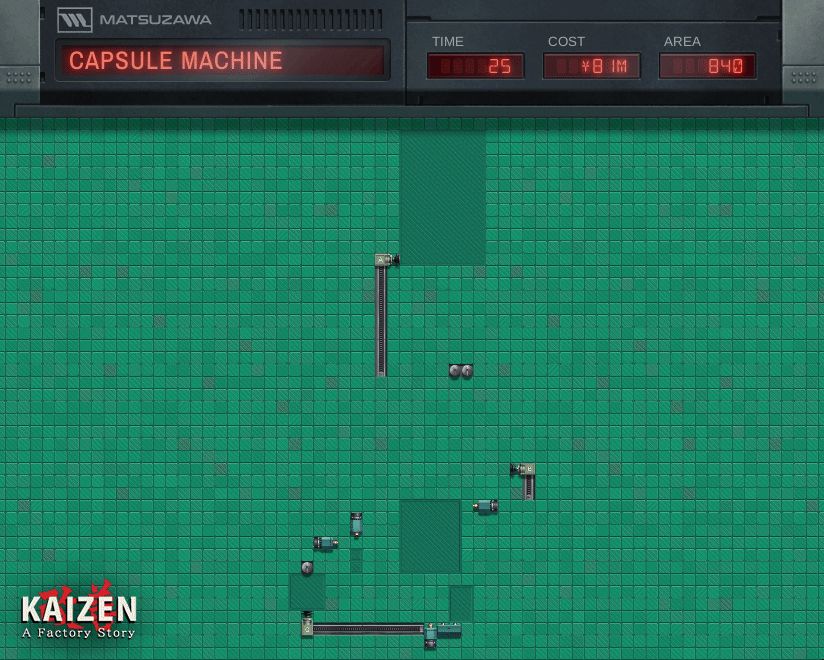 MATSUZAWA
CAPSULE MACHINE
TIME
25
COST
¥81M
AREA
840
A
B
KAIZEN
A Factory Story